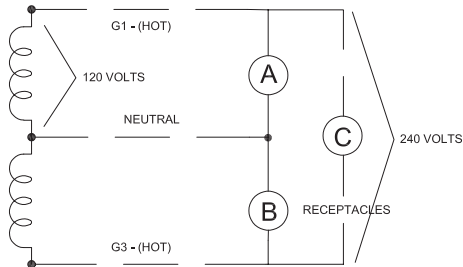 G1 - (HOT)
A
120 VOLTS
NEUTRAL
C
240 VOLTS
B
RECEPTACLES
G3 - (HOT)